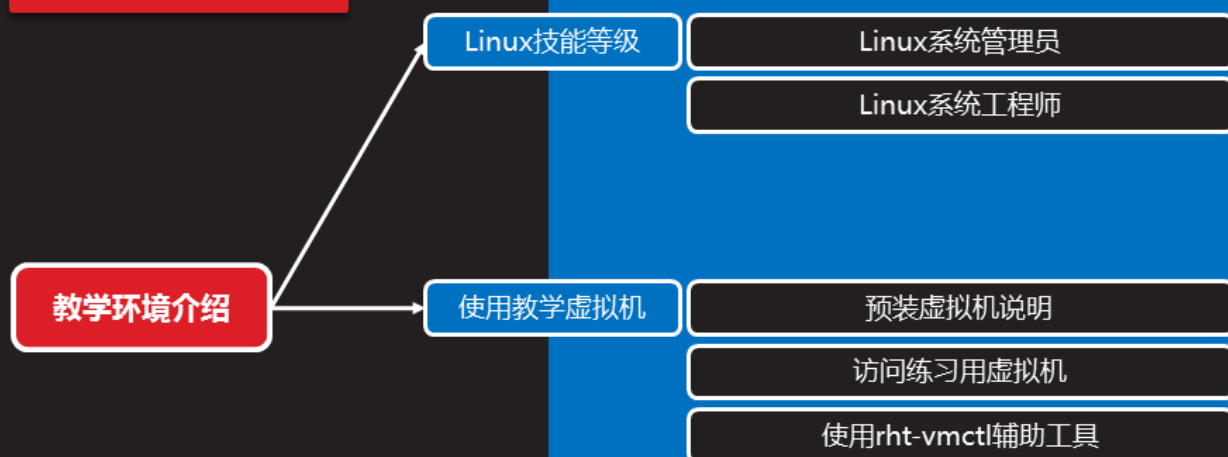 Linux技能等级
Linux系统管理员
Linux系统工程师
教学环境介绍
使用教学虚拟机
预装虚拟机说明
访问练习用虚拟机
使用rht-vmctl辅助工具